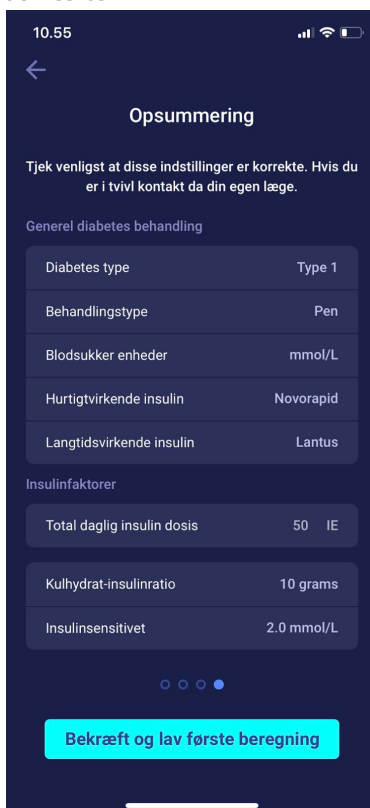 10.55
Opsummering
Tjek venligst at disse indstillinger er korrekte. Hvis du
er i tvivl kontakt da din egen læge.
Generel diabetes behandling
Diabetes type Type 1
Behandlingstype Pen
Blodsukker enheder mmol/L
Hurtigtvirkende insulin Novorapid
Langtidsvirkende insulin Lantus
Insulinfaktorer
Total daglig insulin dosis 50 IE
Kulhydrat-insulinratio 10 grams
Insulinsensitivet 2.0 mmol/L
Bekræft og lav første beregning